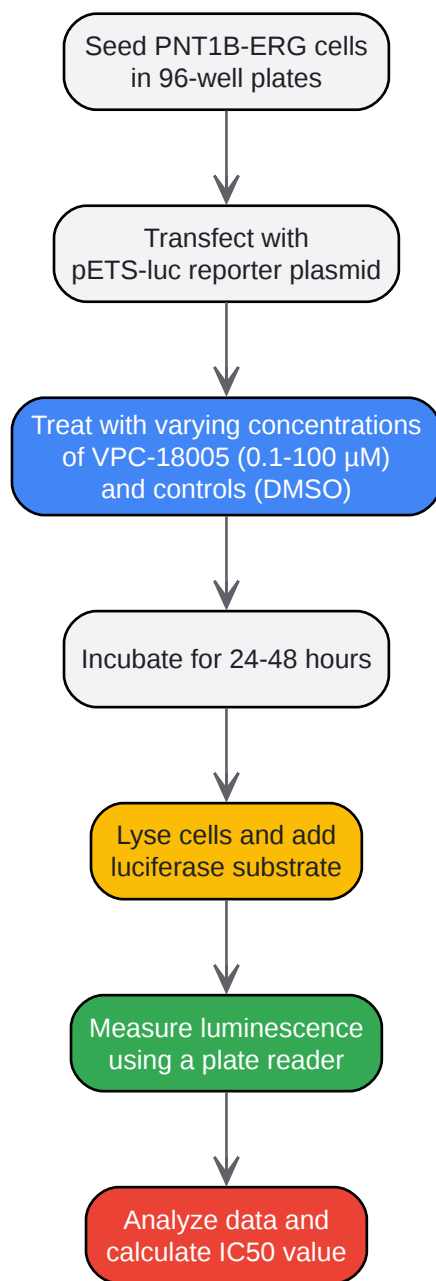 Seed PNT1B-ERG cells
in 96-well plates
Transfect with
pETS-luc reporter plasmid
Treat with varying concentrations
of VPC-18005 (0.1-100 µM)
and controls (DMSO)
Incubate for 24-48 hours
Lyse cells and add
luciferase substrate
Measure luminescence
using a plate reader
Analyze data and
calculate IC50 value